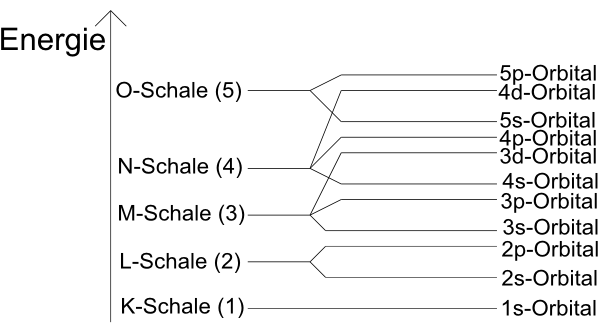 Energie
O-Schale (5)
N-Schale (4)
M-Schale (3)
L-Schale (2)
K-Schale (1)
5p-Orbital
4d-Orbital
5s-Orbital
4p-Orbital
3d-Orbital
4s-Orbital
3p-Orbital
3s-Orbital
2p-Orbital
2s-Orbital
1s-Orbital